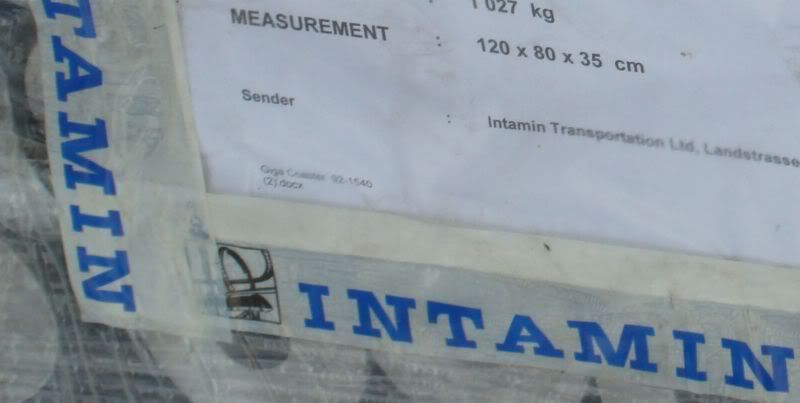 1 027 kg
MEASUREMENT : 120 x 80 x 35 cm
Sender : Intamin Transportation Ltd, Landstrasse
Giga Coaster 92-1540
(2).docx
TAMIN
INTAMIN